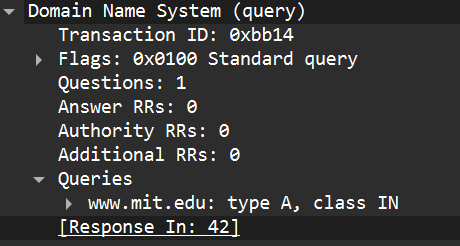 Domain Name System (query)
Transaction ID: 0xbb14
Flags: 0x0100 Standard query
Questions: 1
Answer RRs: 0
Authority RRs: 0
Additional RRs: 0
Queries
www.mit.edu: type A, class IN
[Response In: 42]